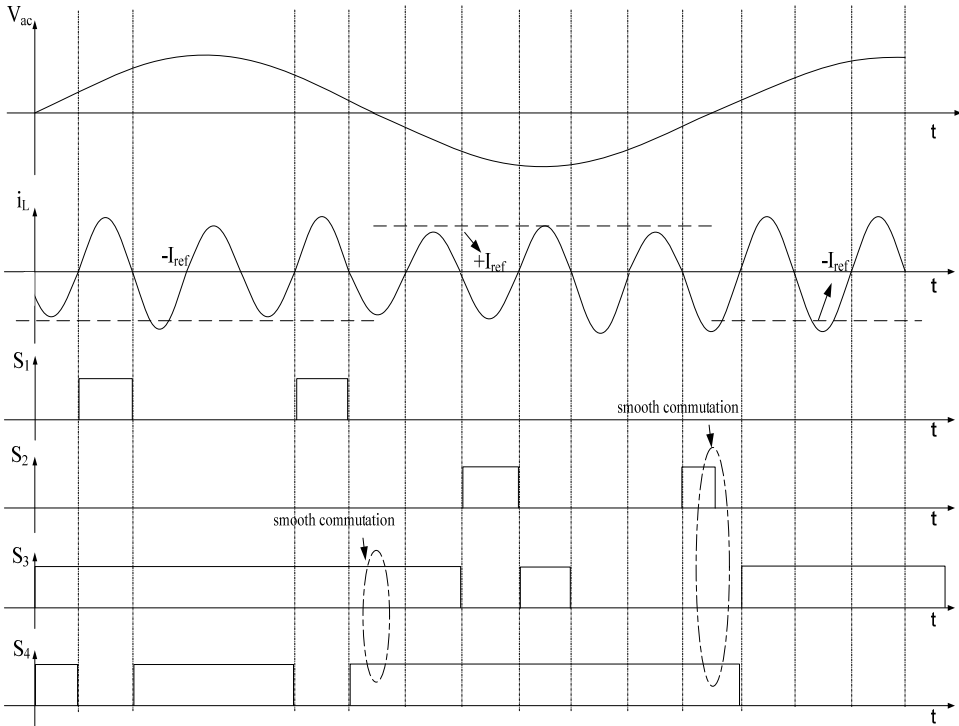 Vac
t
iL
-Iref
+Iref
-Iref
t
S1
t
smooth commutation
S2
t
smooth commutation
S3
t
S4
t